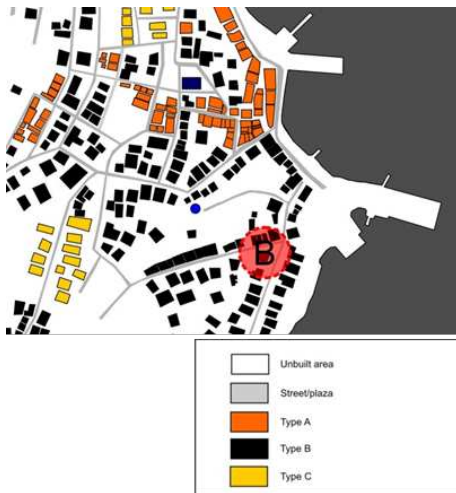 B
Unbuilt area
Street/plaza
Type A
Type B
Type C